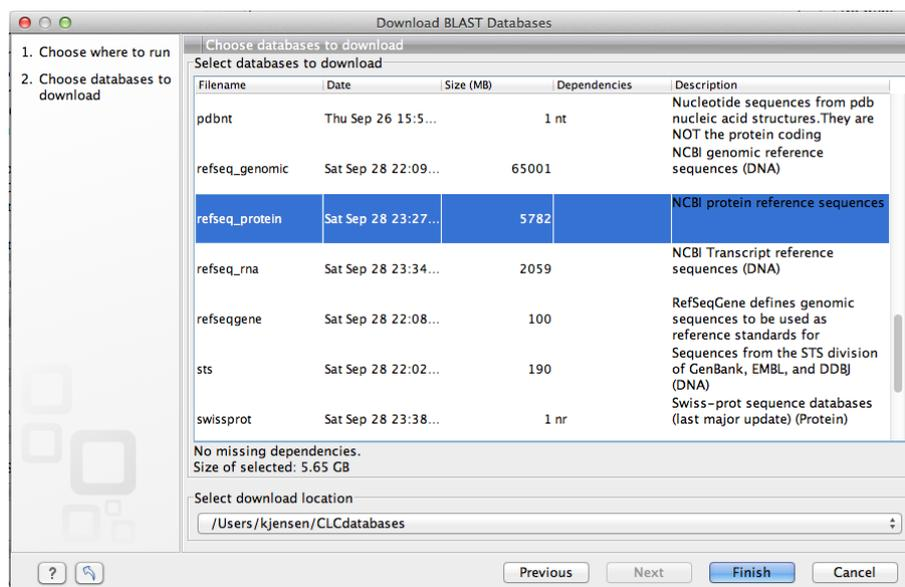 Download BLAST Databases
1. Choose where to run
2. Choose databases to
download
Choose databases to download
Select databases to download
Filename Date Size (MB) Dependencies Description
pdbnt Thu Sep 26 15:5... 1 nt Nucleotide sequences from pdb
nucleic acid structures.They are
NOT the protein coding
refseq_genomic Sat Sep 28 22:09... 65001 NCBI genomic reference
sequences (DNA)
refseq_protein Sat Sep 28 23:27... 5782 NCBI protein reference sequences
refseq_rna Sat Sep 28 23:34... 2059 NCBI Transcript reference
sequences (DNA)
refseqgene Sat Sep 28 22:08... 100 RefSeqGene defines genomic
sequences to be used as
reference standards for
sts Sat Sep 28 22:02... 190 Sequences from the STS division
of GenBank, EMBL, and DDBJ
(DNA)
swissprot Sat Sep 28 23:38... 1 nr Swiss-prot sequence databases
(last major update) (Protein)
No missing dependencies.
Size of selected: 5.65 GB
Select download location
/Users/kjensen/CLCdatabases
? Previous Next Finish Cancel